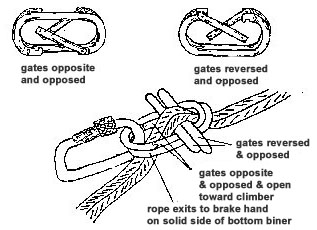 gates opposite
and opposed
gates reversed
and opposed
gates reversed
& opposed
gates opposite
& opposed & open
toward climber
rope exits to brake hand
on solid side of bottom biner